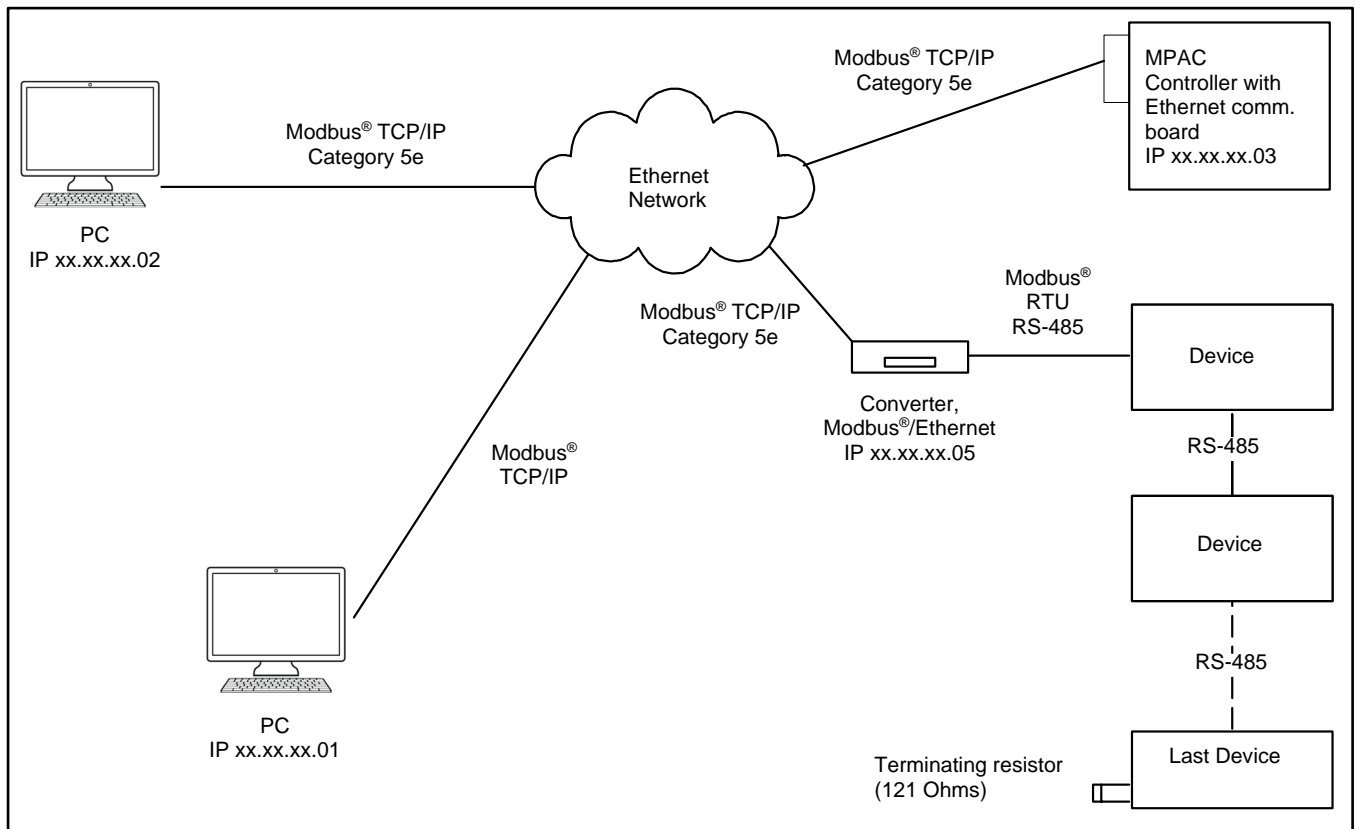 Modbus® TCP/IP
Category 5e
MPAC
Controller with
Ethernet comm.
board
IP xx.xx.xx.03
Modbus® TCP/IP
Category 5e
Ethernet
Network
PC
IP xx.xx.xx.02
Modbus® TCP/IP
Category 5e
Modbus®
RTU
RS-485
Device
Converter,
Modbus®/Ethernet
IP xx.xx.xx.05
RS-485
Modbus®
TCP/IP
Device
RS-485
PC
IP xx.xx.xx.01
Last Device
Terminating resistor
(121 Ohms)